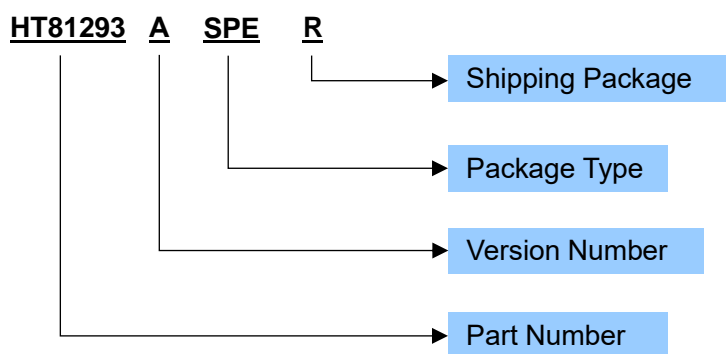 HT81293 A SPE R
Shipping Package
Package Type
Version Number
Part Number